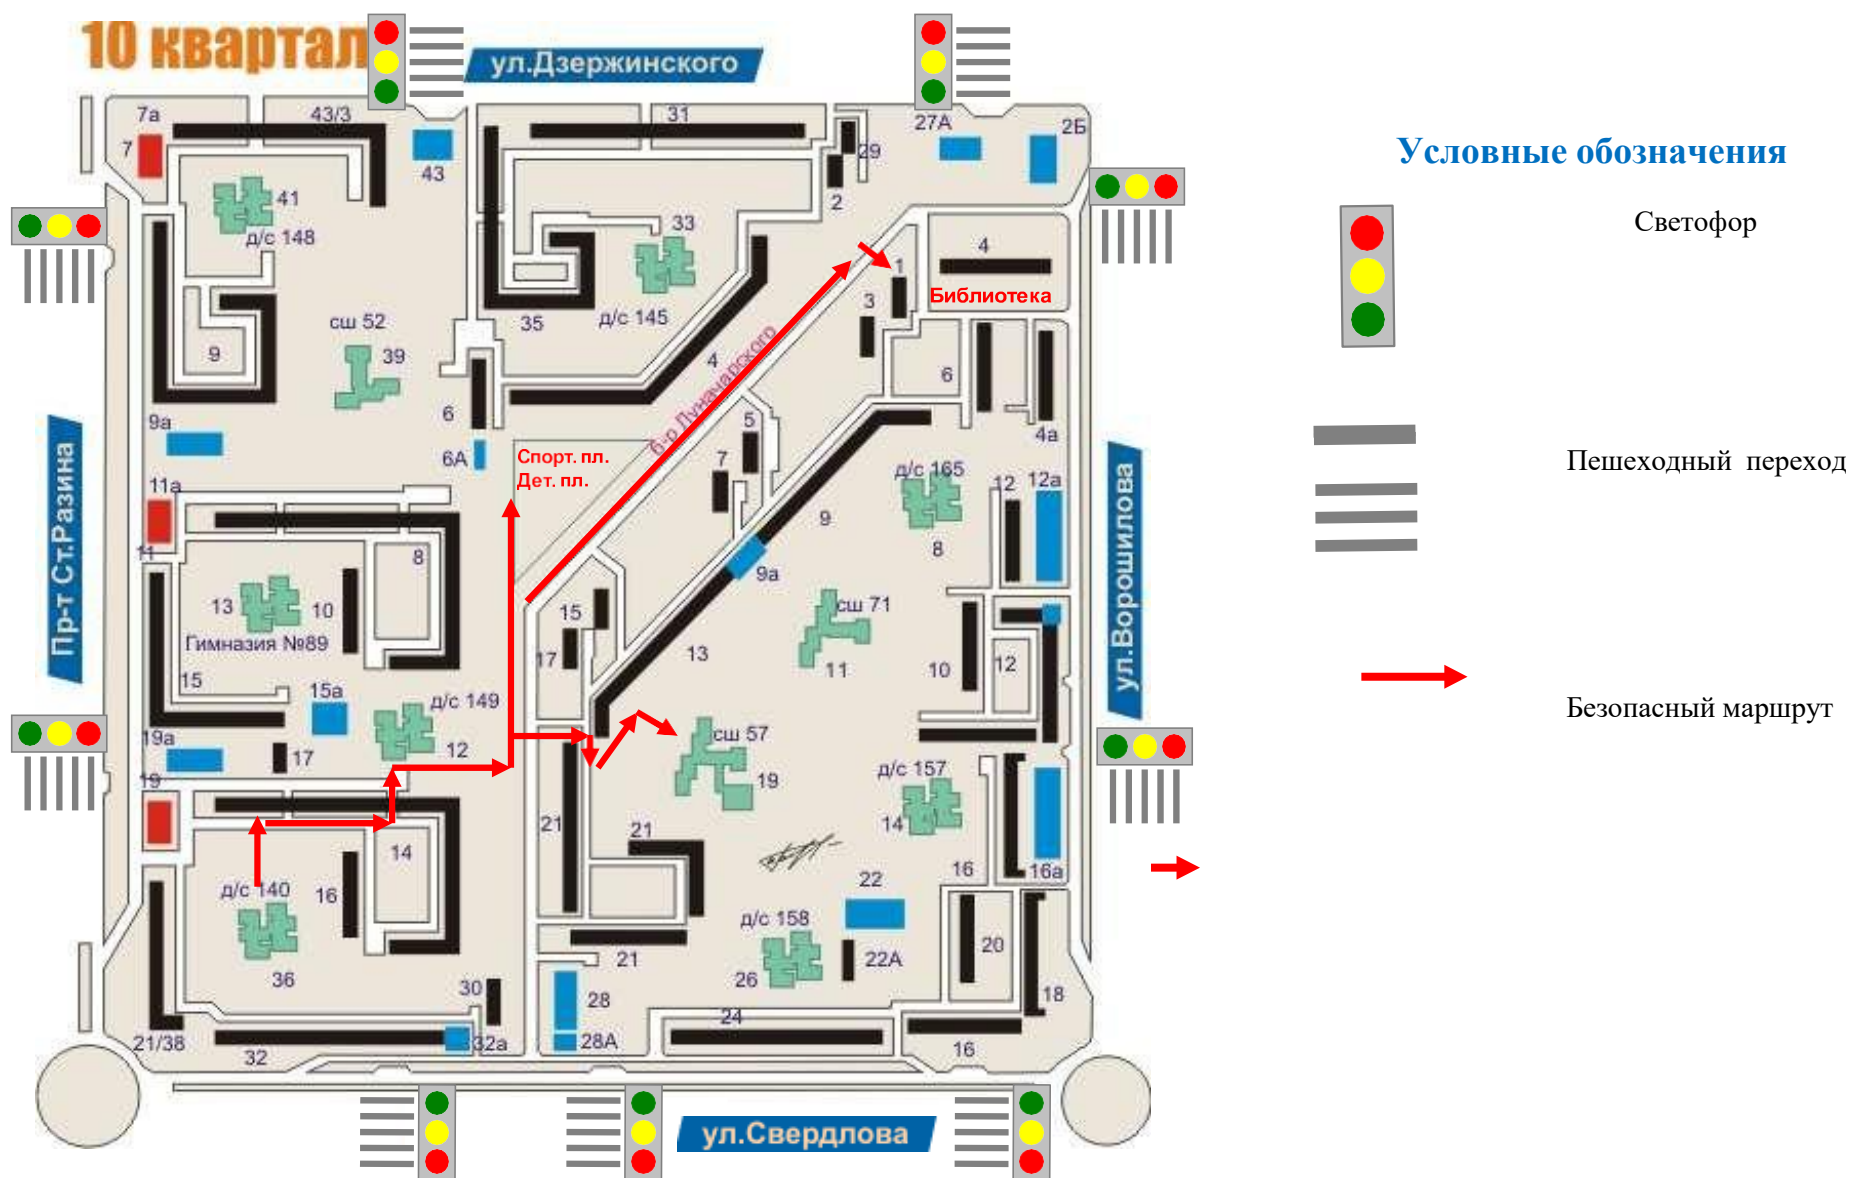 10 квартал
ул.Дзержинского
7а
43/3
31
27А
2Б
7
43
29
2
41
д/с 148
33
д/с 145
35
4
1
3
Библиотека
сш 52
39
9
4
б-р Луначарского
6
6
6А
9а
11а
11
Спорт. пл.
Дет. пл.
5
7
4а
д/с 165
8
12
12а
9
9а
8
13
10
Гимназия №89
15
15а
15
17
13
сш 71
11
10
12
д/с 149
12
19а
17
19
сш 57
19
д/с 157
14
21
21
14
16
д/с 140
36
16
16а
22
д/с 158
26
22А
20
18
21
30
28
28А
24
16
21/38
32
32а
Пр-т Ст.Разина
ул.Ворошилова
ул.Свердлова
Условные обозначения
Светофор
Пешеходный переход
Безопасный маршрут